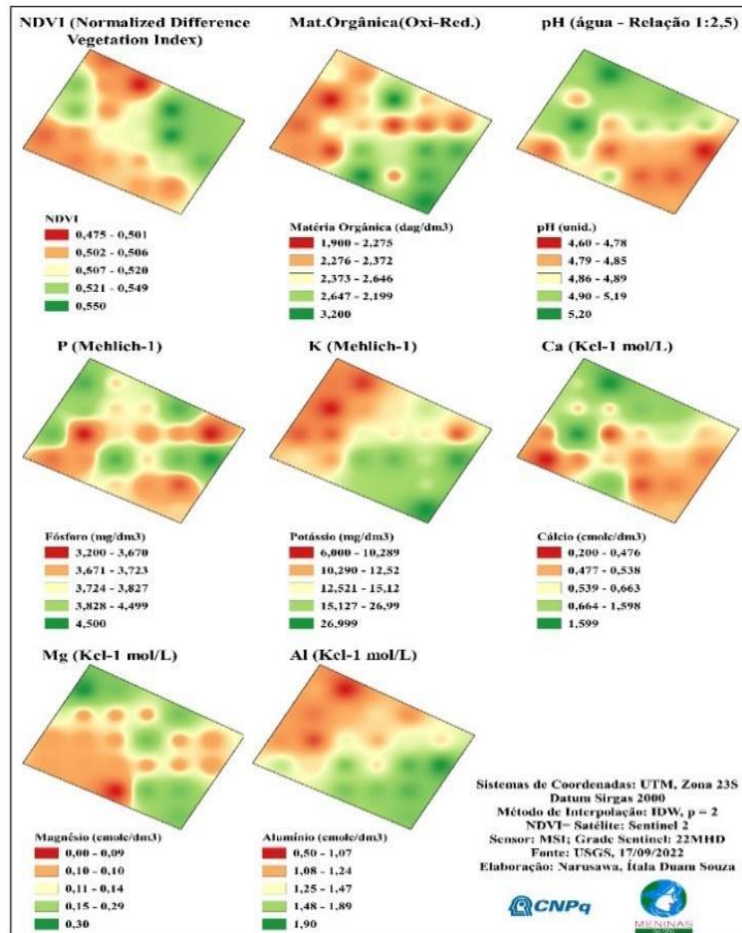 NDVI (Normalized Difference
Vegetation Index)
NDVI
0,475 - 0,501
0,502 - 0,506
0,507 - 0,520
0,521 - 0,549
0,550
Mat.Orgânica(Oxi-Red.)
Matéria Orgânica (dag/dm3)
1,900 - 2,275
2,276 - 2,372
2,373 - 2,646
2,647 - 2,199
3,200
pH (água - Relação 1:2,5)
pH (unid.)
4,60 - 4,78
4,79 - 4,85
4,86 - 4,89
4,90 - 5,19
5,20
P (Mehlich-1)
Fósforo (mg/dm3)
3,200 - 3,670
3,671 - 3,723
3,724 - 3,827
3,828 - 4,499
4,500
K (Mehlich-1)
Potássio (mg/dm3)
6,000 - 10,289
10,290 - 12,52
12,521 - 15,12
15,127 - 26,99
26,999
Ca (Kcl-1 mol/L)
Cálcio (cmolc/dm3)
0,200 - 0,476
0,477 - 0,538
0,539 - 0,663
0,664 - 1,598
1,599
Mg (Kcl-1 mol/L)
Magnésio (cmolc/dm3)
0,00 - 0,09
0,10 - 0,10
0,11 - 0,14
0,15 - 0,29
0,30
Al (Kcl-1 mol/L)
Alumínio (cmolc/dm3)
0,50 - 1,07
1,08 - 1,24
1,25 - 1,47
1,48 - 1,89
1,90
Sistemas de Coordenadas: UTM, Zona 23S
Datum Sirgas 2000
Método de Interpolação: IDW, p = 2
NDVI= Satélite: Sentinel 2
Sensor: MSI; Grade Sentinel: 22MHD
Fonte: USGS, 17/09/2022
Elaboração: Narusawa, Ítala Duam Souza
CNPq
MENINAS